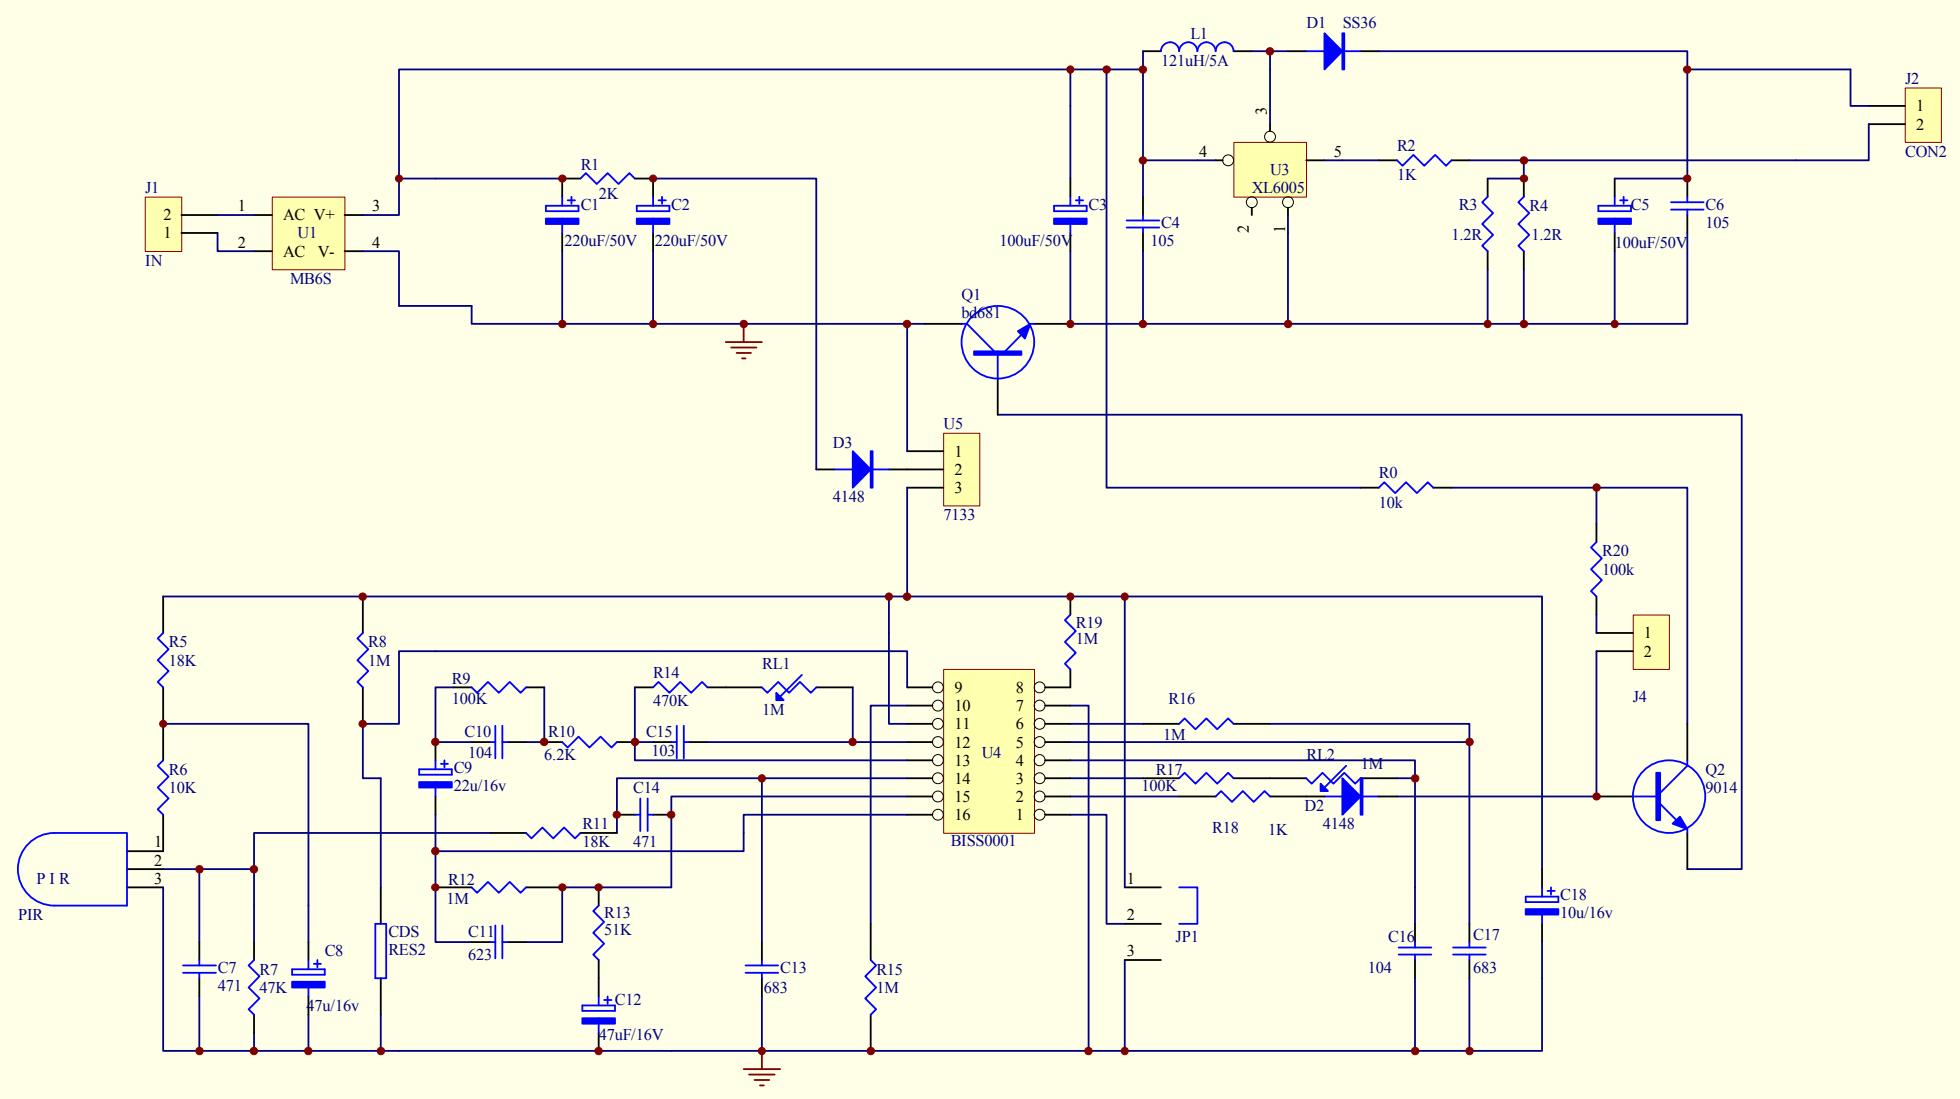 D1 SS36
L1
121uH/5A
J2
1
2
CON2
3
4
5
U3
XL6005
2
1
R2
1K
R1
2K
J1
2
1
IN
1
2
AC V+
U1
AC V-
MB6S
3
4
C1
220uF/50V
C2
220uF/50V
C3
100uF/50V
C4
105
R3
1.2R
R4
1.2R
C5
100uF/50V
C6
105
Q1
bd681
U5
1
2
3
7133
D3
4148
R0
10k
R20
100k
1
2
J4
R5
18K
R8
1M
R19
1M
R9
100K
R14
470K
RL1
1M
C10
104
R10
6.2K
C15
103
9
10
11
12
13
14
15
16
8
7
6
5
4
3
2
1
U4
BISS0001
R16
1M
RL2
1M
R17
100K
D2
4148
R18
1K
Q2
9014
R6
10K
C9
22u/16v
C14
471
R11
18K
PIR
PIR
1
2
3
R12
1M
C11
623
R13
51K
C12
47uF/16V
CDS
RES2
C7
471
R7
47K
C8
47u/16v
C13
683
R15
1M
1
2
3
JP1
C16
104
C17
683
C18
10u/16v